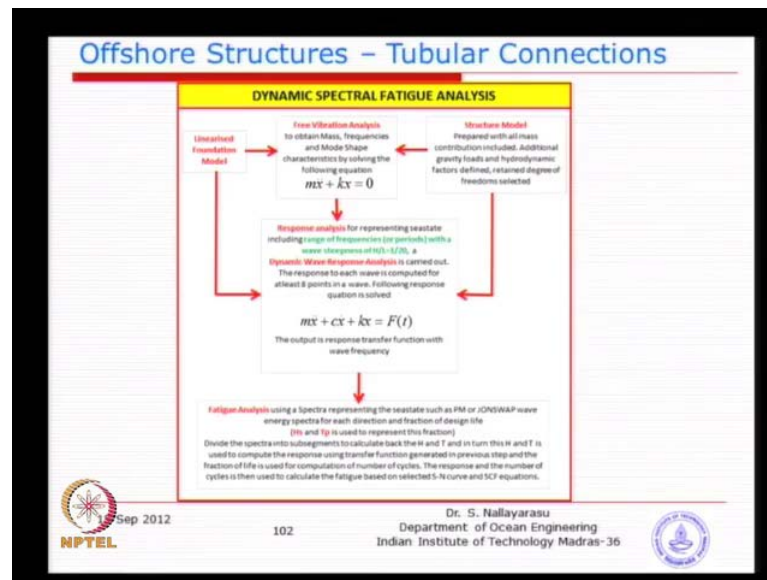 Offshore Structures – Tubular Connections
DYNAMIC SPECTRAL FATIGUE ANALYSIS
Linearised
Foundation
Model
Free Vibration Analysis
to obtain Mass, frequencies
and Mode Shape
characteristics by solving the
following equation
mx + kx = 0
Structure Model
Prepared with all mass
contribution included. Additional
gravity loads and hydrodynamic
factors defined, retained degree of
freedoms selected
Response analysis for representing seastate
including range of frequencies (or periods) with a
wave steepness of H/L=1/20, a
Dynamic Wave Response Analysis is carried out.
The response to each wave is computed for
atleast 8 points in a wave. Following response
quation is solved
mx + cx + kx = F(t)
The output is response transfer function with
wave frequency
Fatigue Analysis using a Spectra representing the seastate such as PM or JONSWAP wave
energy spectra for each direction and fraction of design life
(Hs and Tp is used to represent this fraction)
Divide the spectra into subsegments to calculate back the H and T and in turn this H and T is
used to compute the response using transfer function generated in previous step and the
fraction of life is used for computation of number of cycles. The response and the number of
cycles is then used to calculate the fatigue based on selected S-N curve and SCF equations.
Sep 2012
102
Dr. S. Nallayarasu
Department of Ocean Engineering
Indian Institute of Technology Madras-36
NPTEL